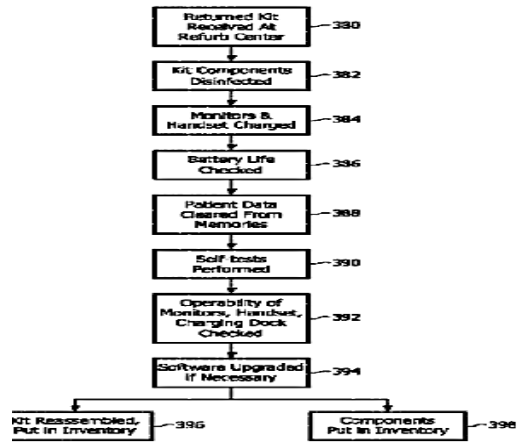 Returned Kit
Received At
Refurb Center
380
Kit Components
Disinfected
382
Monitors &
Handset Charged
384
Battery Life
Checked
386
Patient Data
Cleared From
Memories
388
Self-tests
Performed
390
Operability of
Monitors, Handset,
Charging Dock
Checked
392
Software Upgraded
if Necessary
394
Kit Reassembled,
Put in Inventory
396
Components
Put in Inventory
398